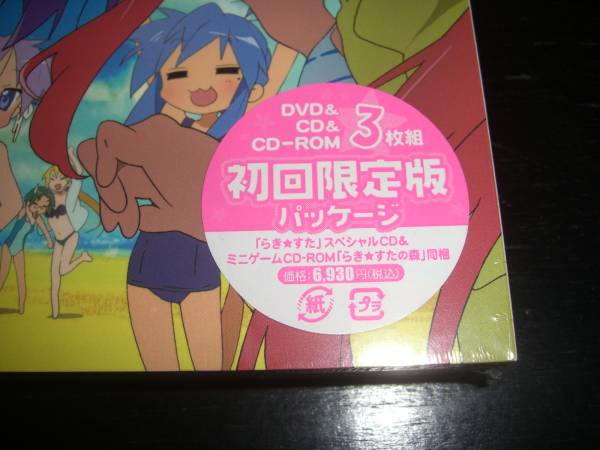 DVD&
CD&
CD-ROM 3枚組
初回限定版
パッケージ
「らき★すた」スペシャルCD&
ミニゲームCD-ROM「らき★すたの森」同梱
価格:6,930円(税込)
紙 プラ